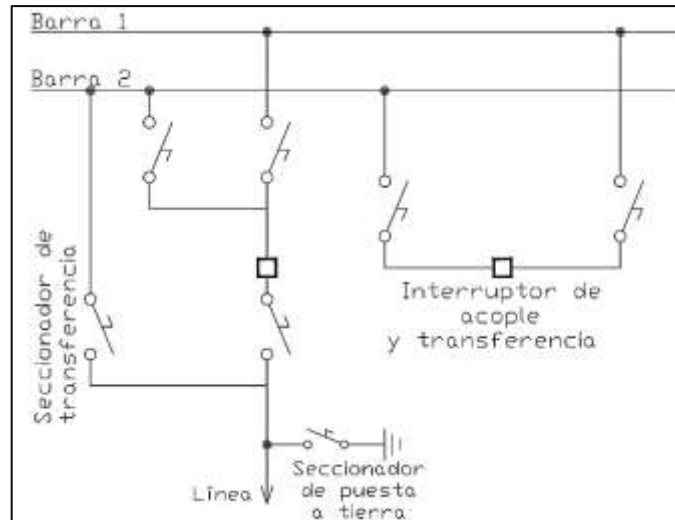 Barra 1
Barra 2
Seccionador de
transferencia
Interruptor de
acople
y transferencia
Seccionador
de puesta
a tierra
Línea